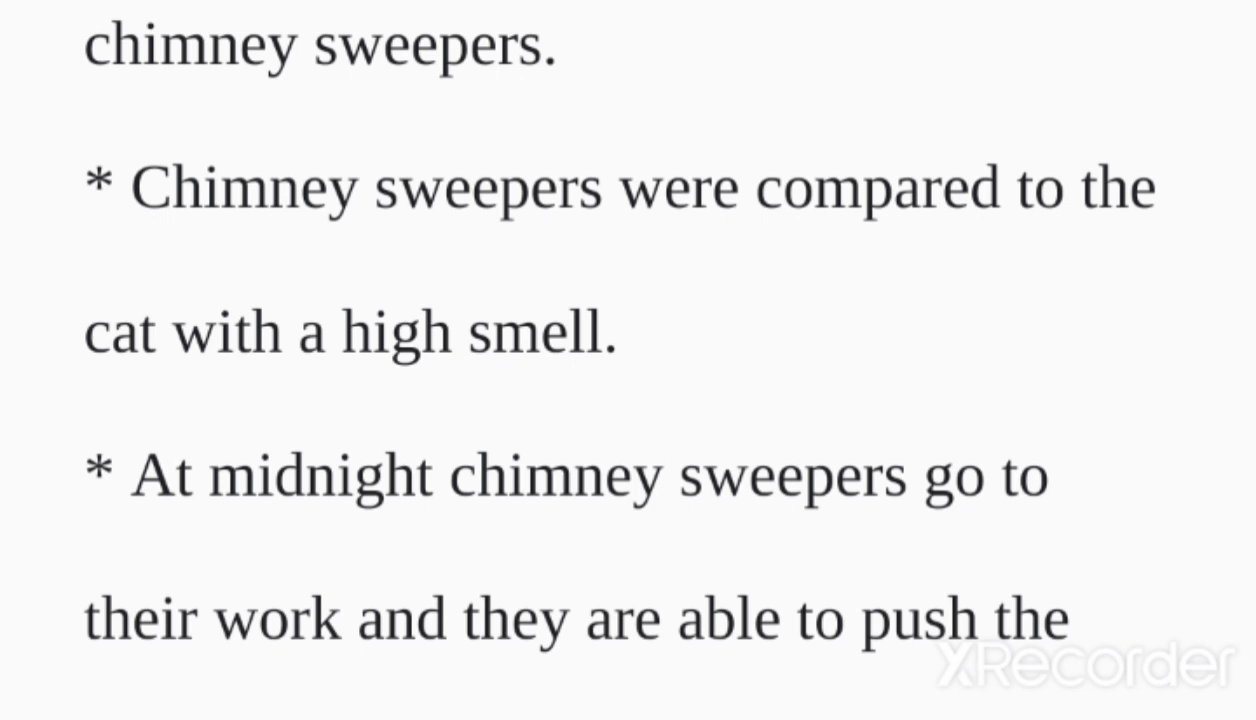 chimney sweepers.
* Chimney sweepers were compared to the
cat with a high smell.
* At midnight chimney sweepers go to
their work and they are able to push the
XRecorder